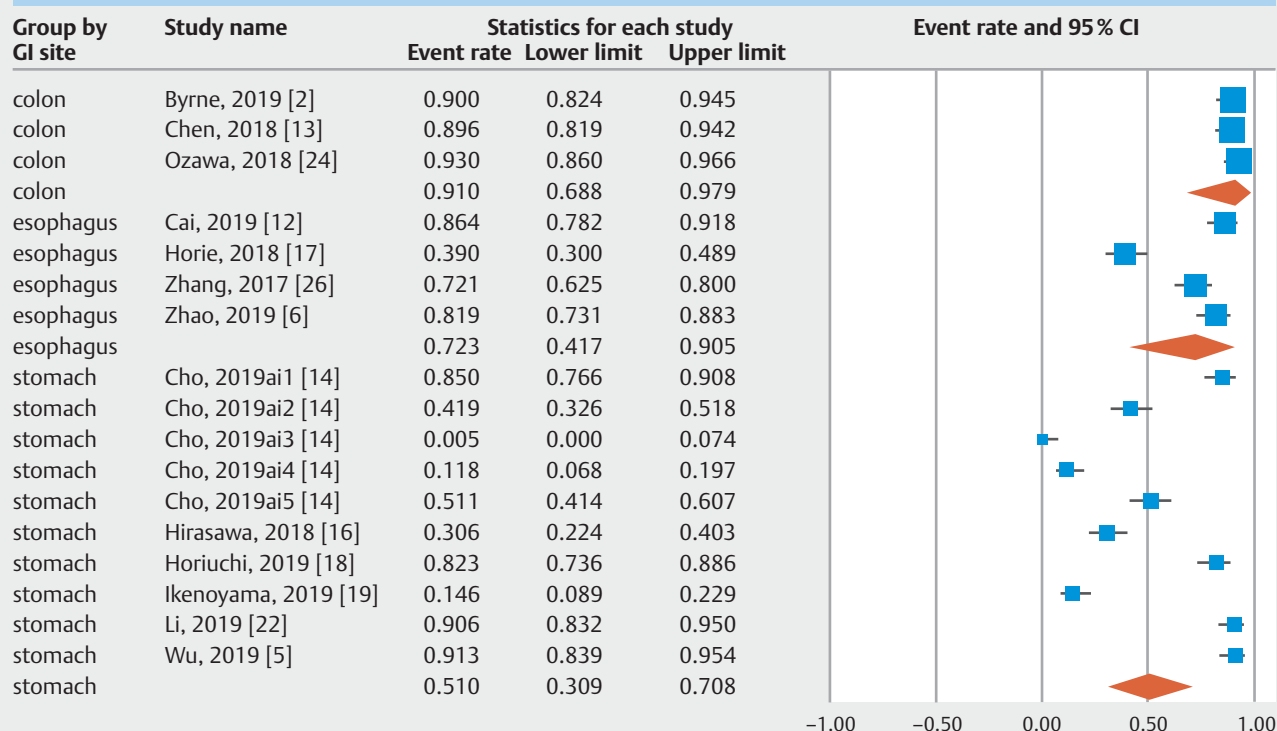 Group by Study name Statistics for each study Event rate and 95 % CI
GI site Event rate Lower limit Upper limit
colon Byrne, 2019 [2] 0.900 0.824 0.945
colon Chen, 2018 [13] 0.896 0.819 0.942
colon Ozawa, 2018 [24] 0.930 0.860 0.966
colon 0.910 0.688 0.979
esophagus Cai, 2019 [12] 0.864 0.782 0.918
esophagus Horie, 2018 [17] 0.390 0.300 0.489
esophagus Zhang, 2017 [26] 0.721 0.625 0.800
esophagus Zhao, 2019 [6] 0.819 0.731 0.883
esophagus 0.723 0.417 0.905
stomach Cho, 2019ai1 [14] 0.850 0.766 0.908
stomach Cho, 2019ai2 [14] 0.419 0.326 0.518
stomach Cho, 2019ai3 [14] 0.005 0.000 0.074
stomach Cho, 2019ai4 [14] 0.118 0.068 0.197
stomach Cho, 2019ai5 [14] 0.511 0.414 0.607
stomach Hirasawa, 2018 [16] 0.306 0.224 0.403
stomach Horiuchi, 2019 [18] 0.823 0.736 0.886
stomach Ikenoyama, 2019 [19] 0.146 0.089 0.229
stomach Li, 2019 [22] 0.906 0.832 0.950
stomach Wu, 2019 [5] 0.913 0.839 0.954
stomach 0.510 0.309 0.708
−1.00 −0.50 0.00 0.50 1.00